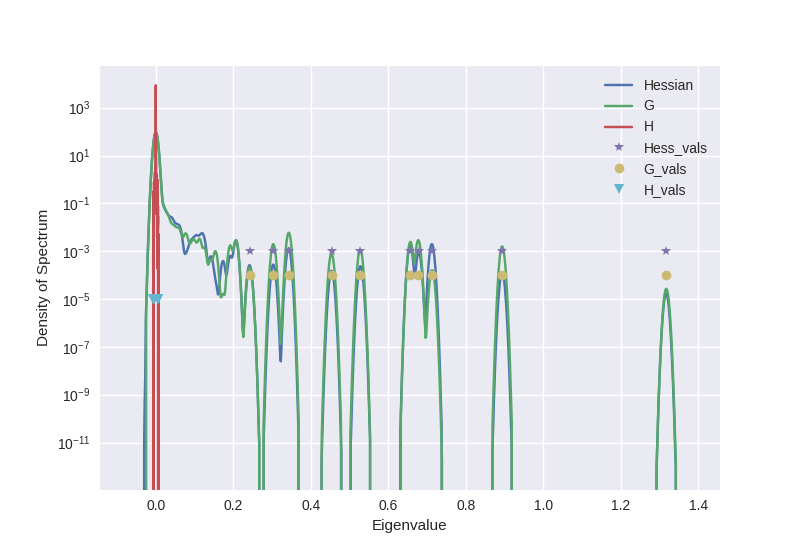 Hessian
G
H
Hess_vals
G_vals
H_vals
10³
10¹
10⁻¹
10⁻³
10⁻⁵
10⁻⁷
10⁻⁹
10⁻¹¹
Density of Spectrum
0.0 0.2 0.4 0.6 0.8 1.0 1.2 1.4
Eigenvalue